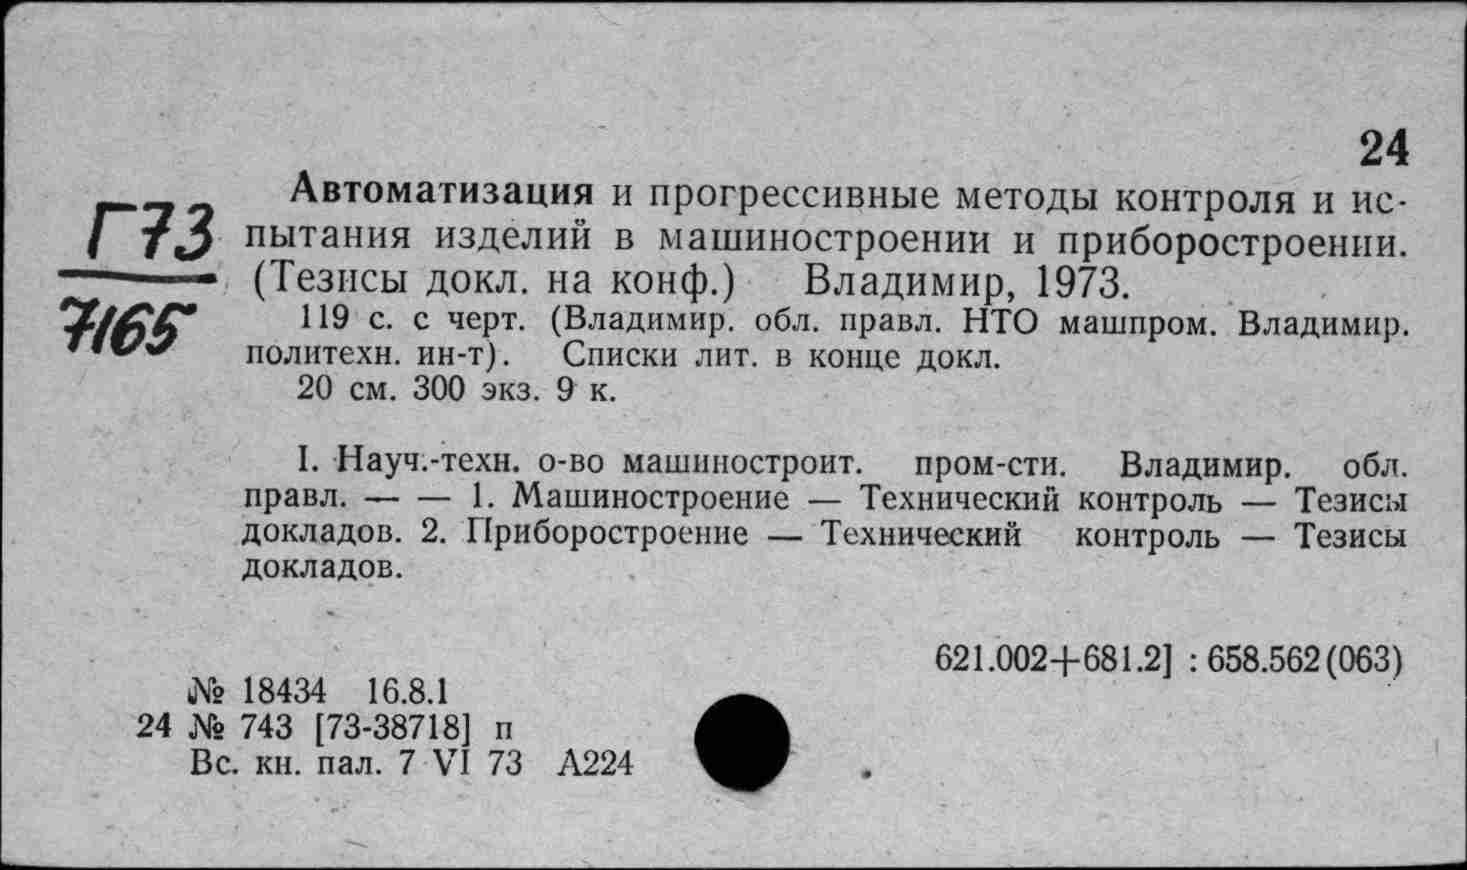 24
Автоматизация и прогрессивные методы контроля и ис-
Г73
пытания изделий в машиностроении и приборостроении.
(Тезисы докл. на конф.) Владимир, 1973.
7165
119 с. с черт. (Владимир. обл. правл. НТО машпром. Владимир.
политехн. ин-т). Списки лит. в конце докл.
20 см. 300 экз. 9 к.
I. Науч.-техн. о-во машиностроит. пром-сти. Владимир. обл.
правл. — — 1. Машиностроение — Технический контроль — Тезисы
докладов. 2. Приборостроение — Технический контроль — Тезисы
докладов.
621.002+681.2] : 658.562(063)
№ 18434 16.8.1
24 № 743 [73-38718] п
Вс. кн. пал. 7 VI 73 А224